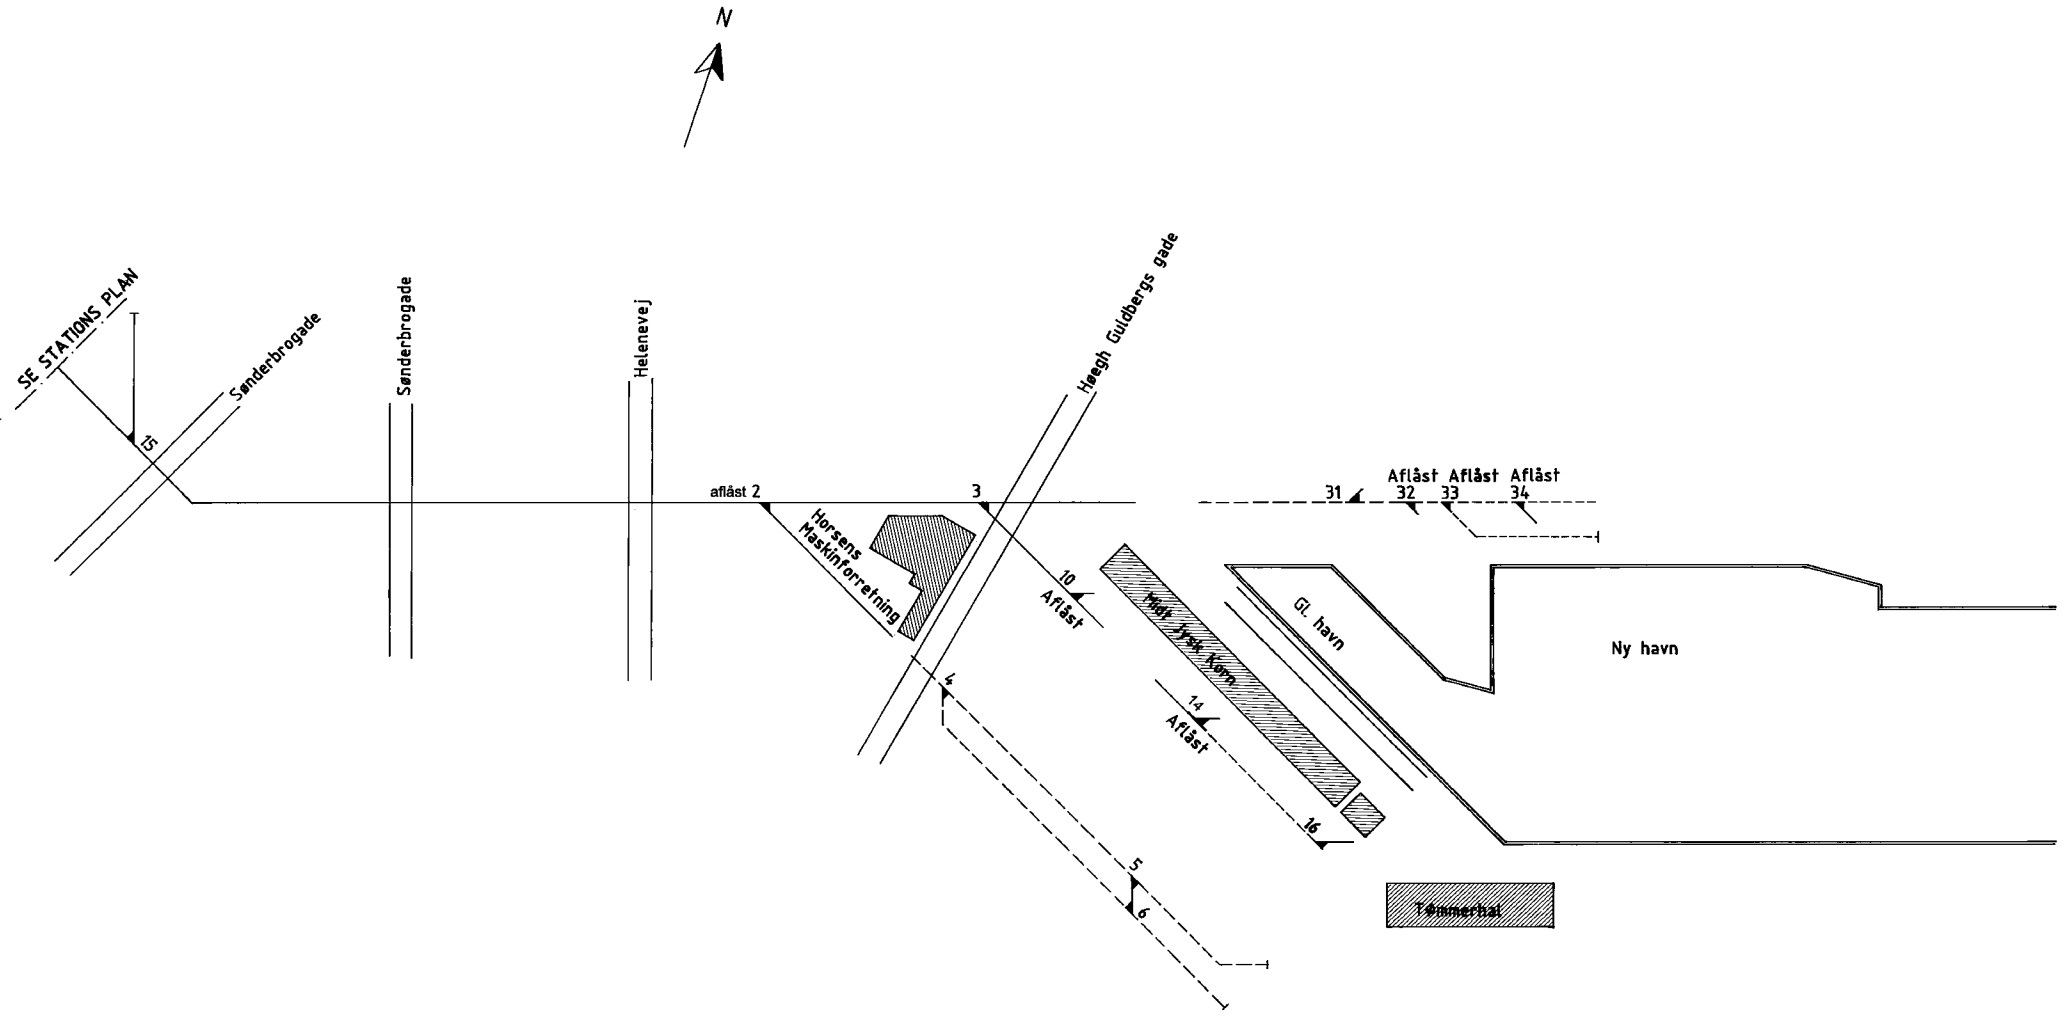 N
SE STATIONS PLAN
15
Sønderbrogade
Sønderbrogade
Helenevej
Høegh Guldbergs gade
aflåst 2
3
Horsens
Maskinforretning
10
Aflåst
Midt Jysk Korn
Gl. havn
Ny havn
Aflåst Aflåst Aflåst
31
32
33
34
4
14
Aflåst
16
5
6
Tømmerhal